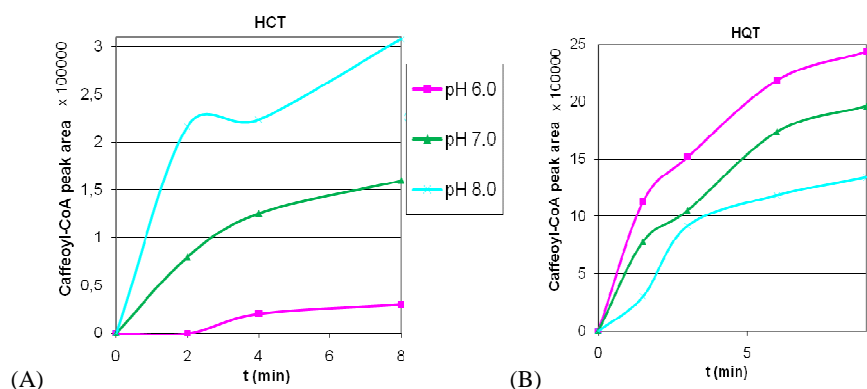 HCT
Caffeoyl-CoA peak area x 100000
3
2,5
2
1,5
1
0,5
0
0 2 4 6 8
t (min)
pH 6.0
pH 7.0
pH 8.0
(A)
HQT
Caffeoyl-CoA peak area x 100000
25
20
15
10
5
0
0 5
t (min)
(B)